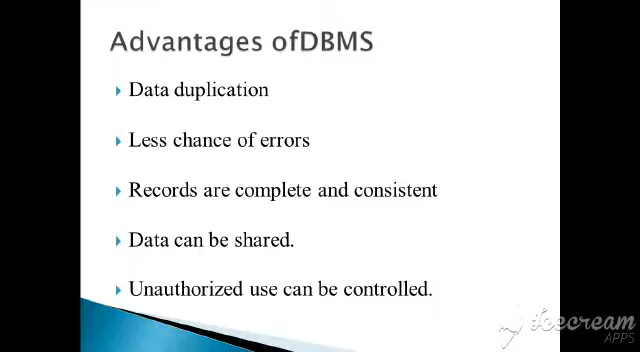 Advantages ofDBMS
Data duplication
Less chance of errors
Records are complete and consistent
Data can be shared.
Unauthorized use can be controlled.
Icecream
APPS